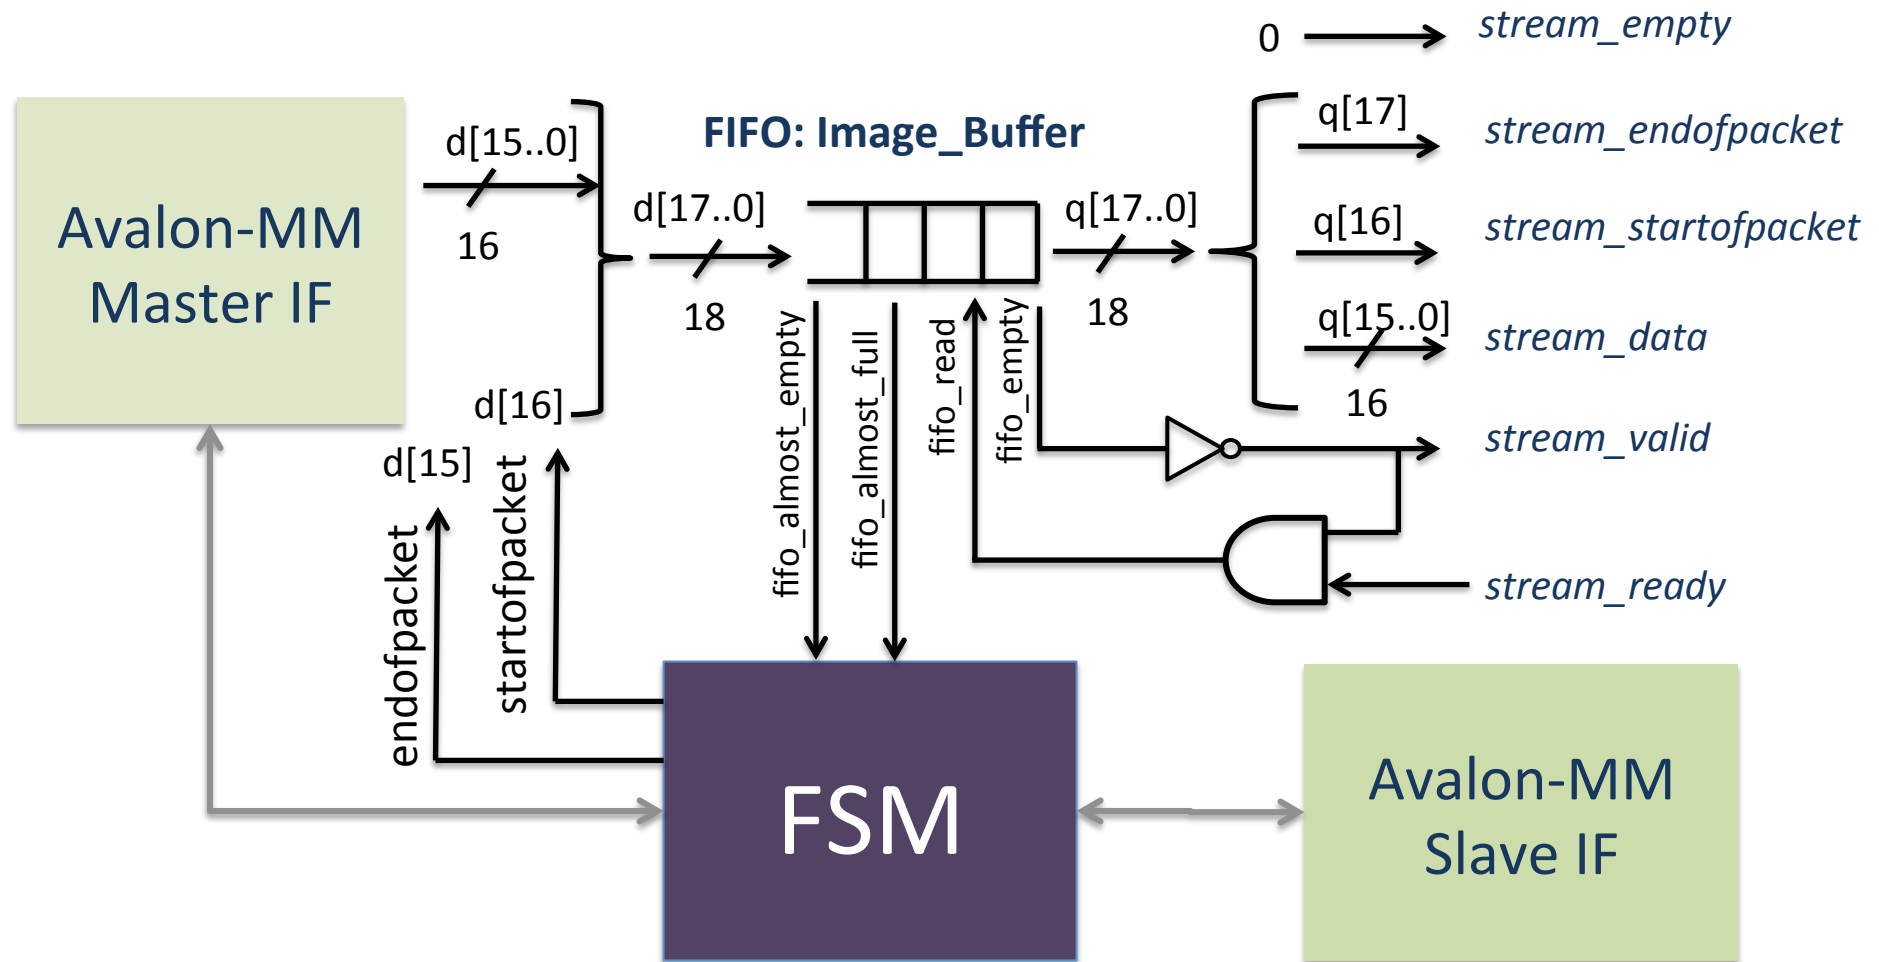 0
stream_empty
d[15..0]
16
FIFO: Image_Buffer
q[17]
stream_endofpacket
Avalon-MM
Master IF
d[17..0]
18
q[17..0]
18
q[16]
stream_startofpacket
q[15..0]
16
stream_data
d[16]
d[15]
fifo_almost_empty
fifo_almost_full
fifo_read
fifo_empty
stream_valid
endofpacket
startofpacket
stream_ready
FSM
Avalon-MM
Slave IF